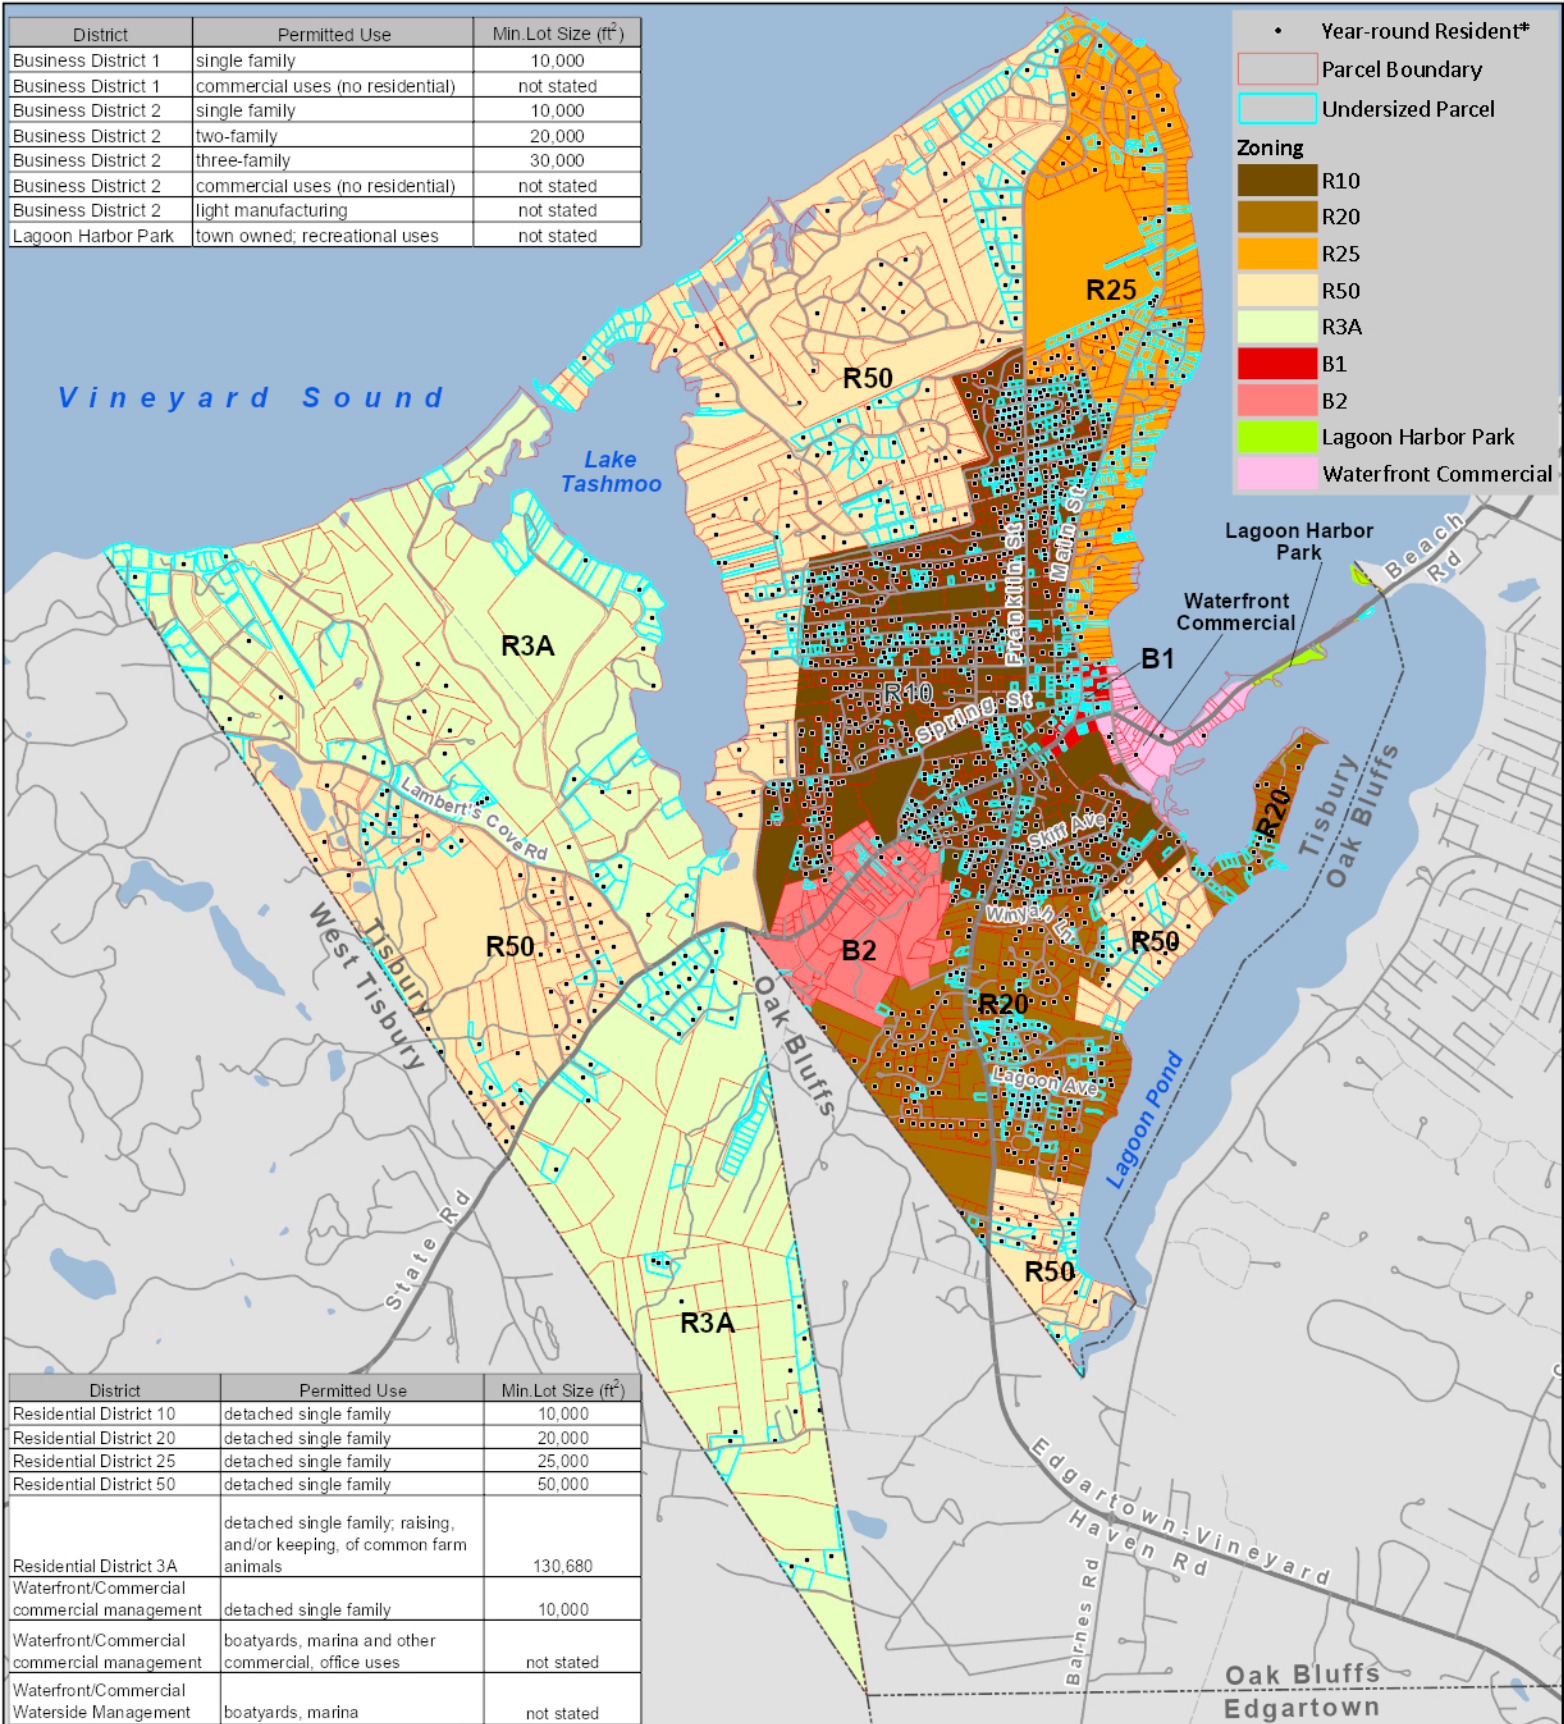 District Permitted Use Min.Lot Size (ft²)
Business District 1 single family 10,000
Business District 1 commercial uses (no residential) not stated
Business District 2 single family 10,000
Business District 2 two-family 20,000
Business District 2 three-family 30,000
Business District 2 commercial uses (no residential) not stated
Business District 2 light manufacturing not stated
Lagoon Harbor Park town owned; recreational uses not stated
Year-round Resident*
Parcel Boundary
Undersized Parcel
Zoning
R10
R20
R25
R50
R3A
B1
B2
Lagoon Harbor Park
Waterfront Commercial
R25
R50
Vineyard Sound
Lake
Tashmoo
Franklin St
Main St
Lagoon Harbor
Park
Beach
Rd
Waterfront
Commercial
B1
R3A
R10
Spring St
Lambert's Cove Rd
Skiff Ave
R20
Tisbury
Oak Bluffs
Winyah Ln
R50
B2
R50
Tisbury
West Tisbury
Oak Bluffs
R20
Lagoon Ave
Lagoon Pond
State Rd
R50
R3A
District Permitted Use Min.Lot Size (ft²)
Residential District 10 detached single family 10,000
Residential District 20 detached single family 20,000
Residential District 25 detached single family 25,000
Residential District 50 detached single family 50,000
detached single family; raising,
and/or keeping, of common farm
Residential District 3A animals 130,680
Waterfront/Commercial
commercial management detached single family 10,000
Waterfront/Commercial boatyards, marina and other
commercial management commercial, office uses not stated
Waterfront/Commercial
Waterside Management boatyards, marina not stated
Edgartown-Vineyard
Haven Rd
Barnes Rd
Oak Bluffs
Edgartown